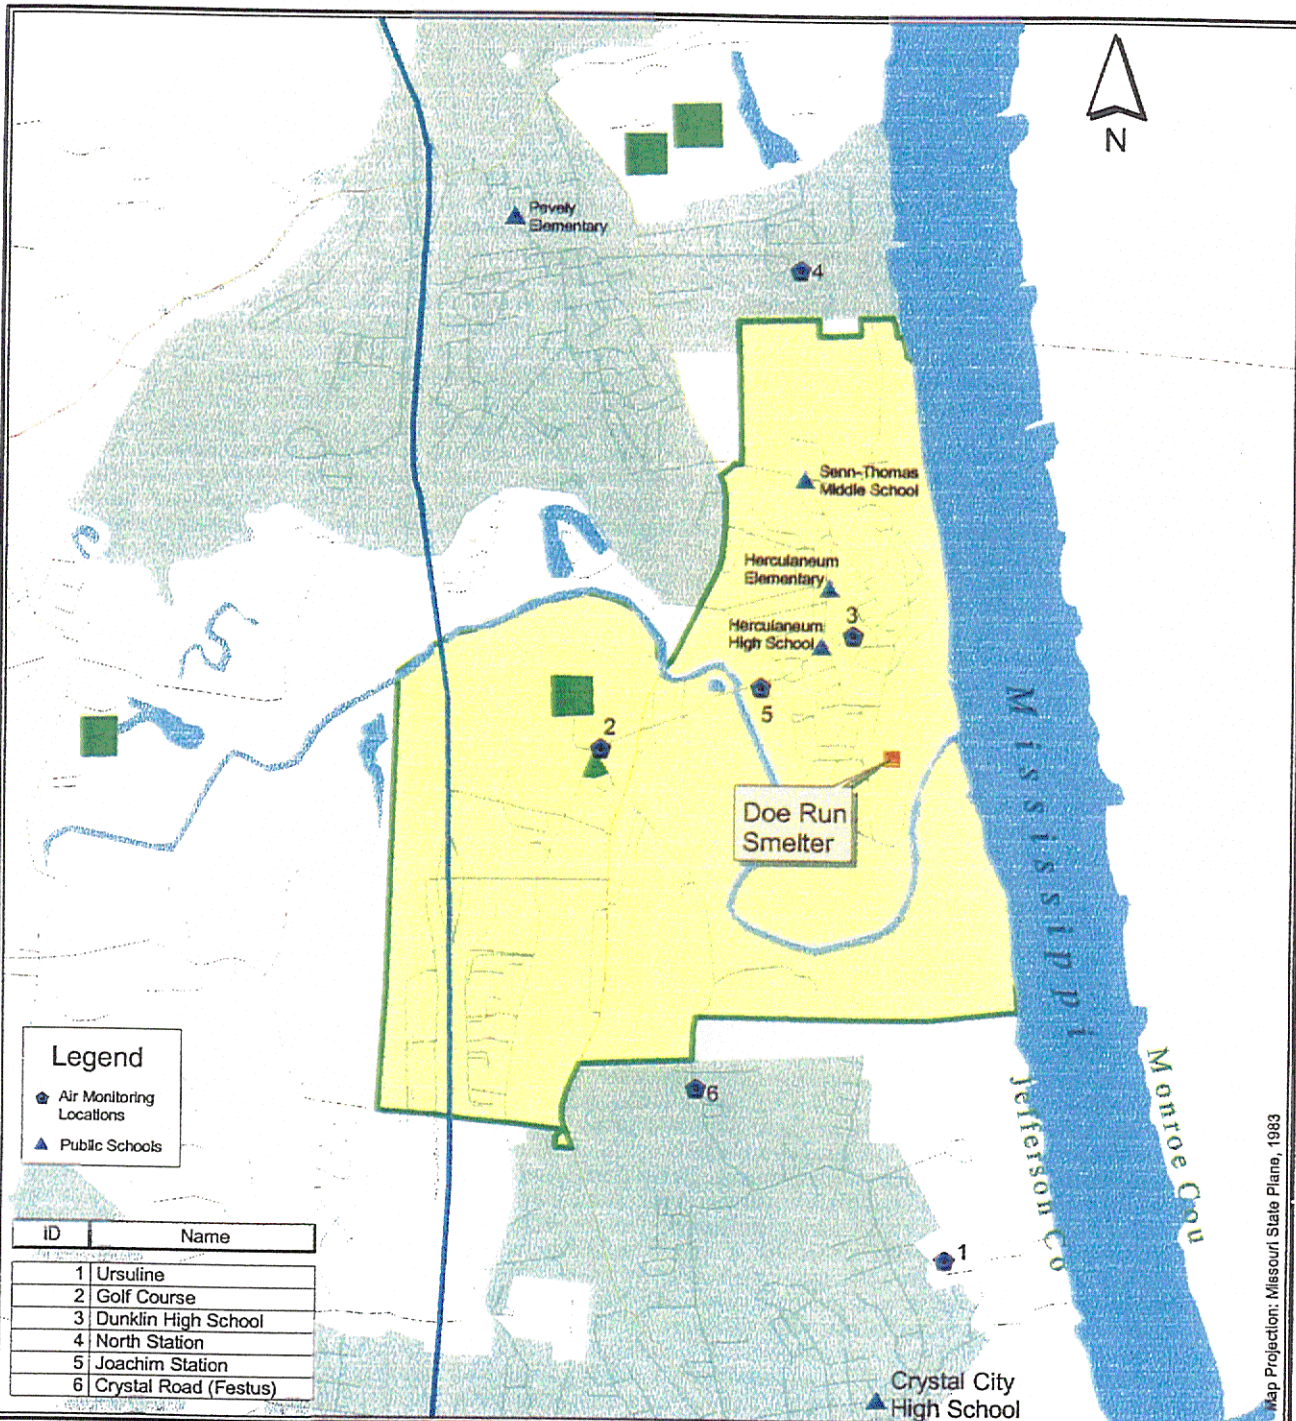 N
Pevely
Elementary
4
Senn-Thomas
Middle School
Herculaneum
Elementary
3
Herculaneum
High School
5
2
Doe Run
Smelter
Mississippi
Legend
Air Monitoring
Locations
Public Schools
6
Jefferson Co
Monroe Cou
1
ID Name
1 Ursuline
2 Golf Course
3 Dunklin High School
4 North Station
5 Joachim Station
6 Crystal Road (Festus)
Crystal City
High School
Map Projection: Missouri State Plane, 1983